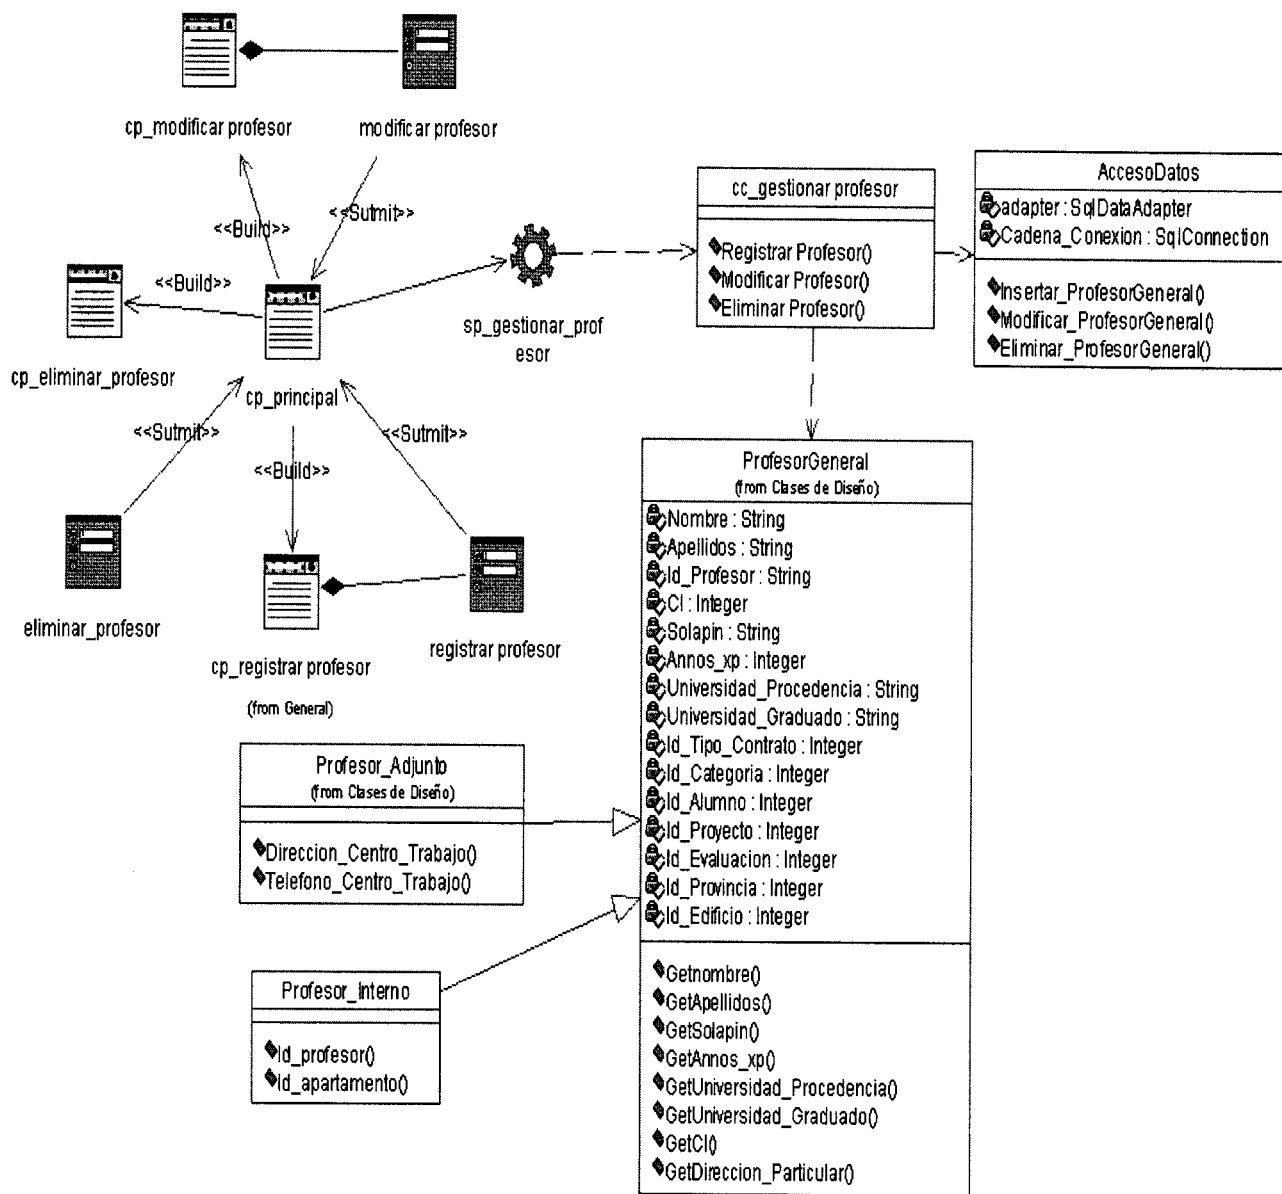 cp_modificar profesor
modificar profesor
<<Build>>
<<Sutmit>>
<<Build>>
cp_eliminar_profesor
cp_principal
sp_gestionar_prof
esor
<<Sutmit>>
<<Sutmit>>
<<Build>>
eliminar_profesor
cp_registrar profesor
(from General)
registrar profesor
cc_gestionar profesor
Registrar Profesor()
Modificar Profesor()
Eliminar Profesor()
AccesoDatos
adapter : SqlDataAdapter
Cadena_Conexion : SqlConnection
Insertar_ProfesorGeneral()
Modificar_ProfesorGeneral()
Eliminar_ProfesorGeneral()
ProfesorGeneral
(from Clases de Diseño)
Nombre : String
Apellidos : String
Id_Profesor : String
CI : Integer
Solapin : String
Annos_xp : Integer
Universidad_Procedencia : String
Universidad_Graduado : String
Id_Tipo_Contrato : Integer
Id_Categoria : Integer
Id_Alumno : Integer
Id_Proyecto : Integer
Id_Evaluacion : Integer
Id_Provincia : Integer
Id_Edificio : Integer
Getnombre()
GetApellidos()
GetSolapin()
GetAnnos_xp()
GetUniversidad_Procedencia()
GetUniversidad_Graduado()
GetCI()
GetDireccion_Particular()
Profesor_Adjunto
(from Clases de Diseño)
Direccion_Centro_Trabajo()
Telefono_Centro_Trabajo()
Profesor_Interno
Id_profesor()
Id_apartamento()